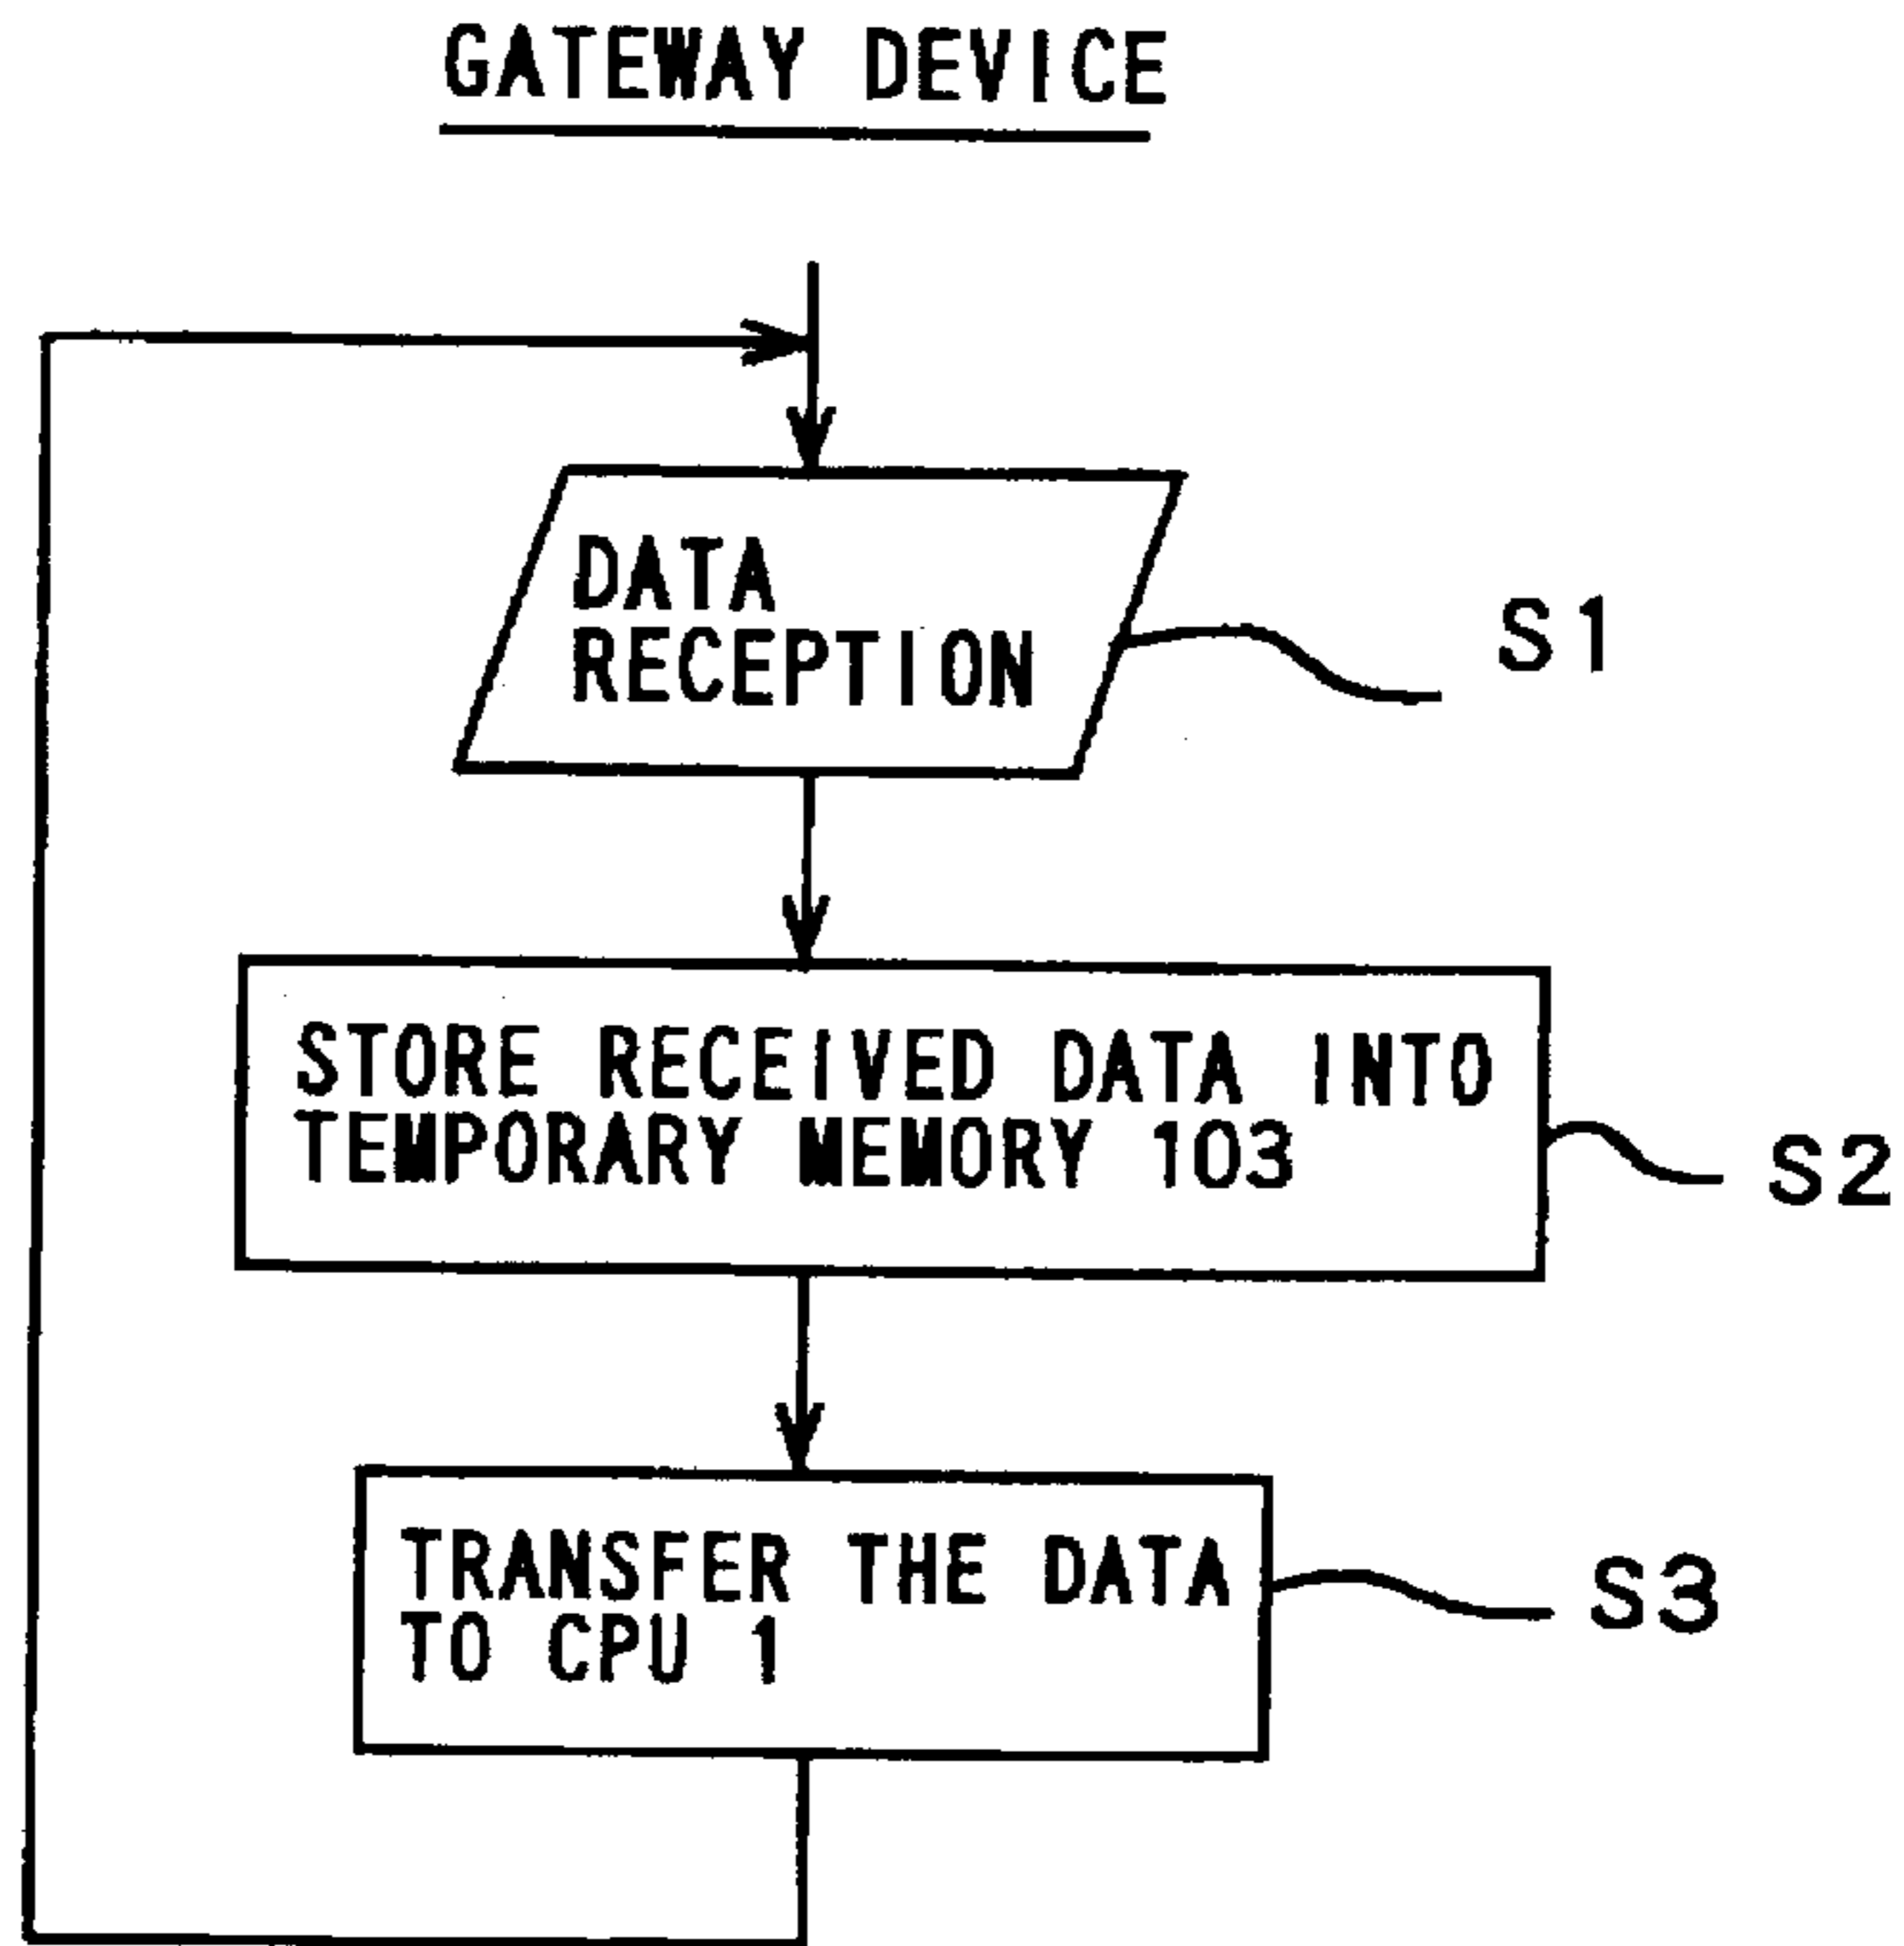 GATEWAY DEVICE
DATA
RECEPTION
S1
STORE RECEIVED DATA INTO
TEMPORARY MEMORY 103
S2
TRANSFER THE DATA
TO CPU 1
S3